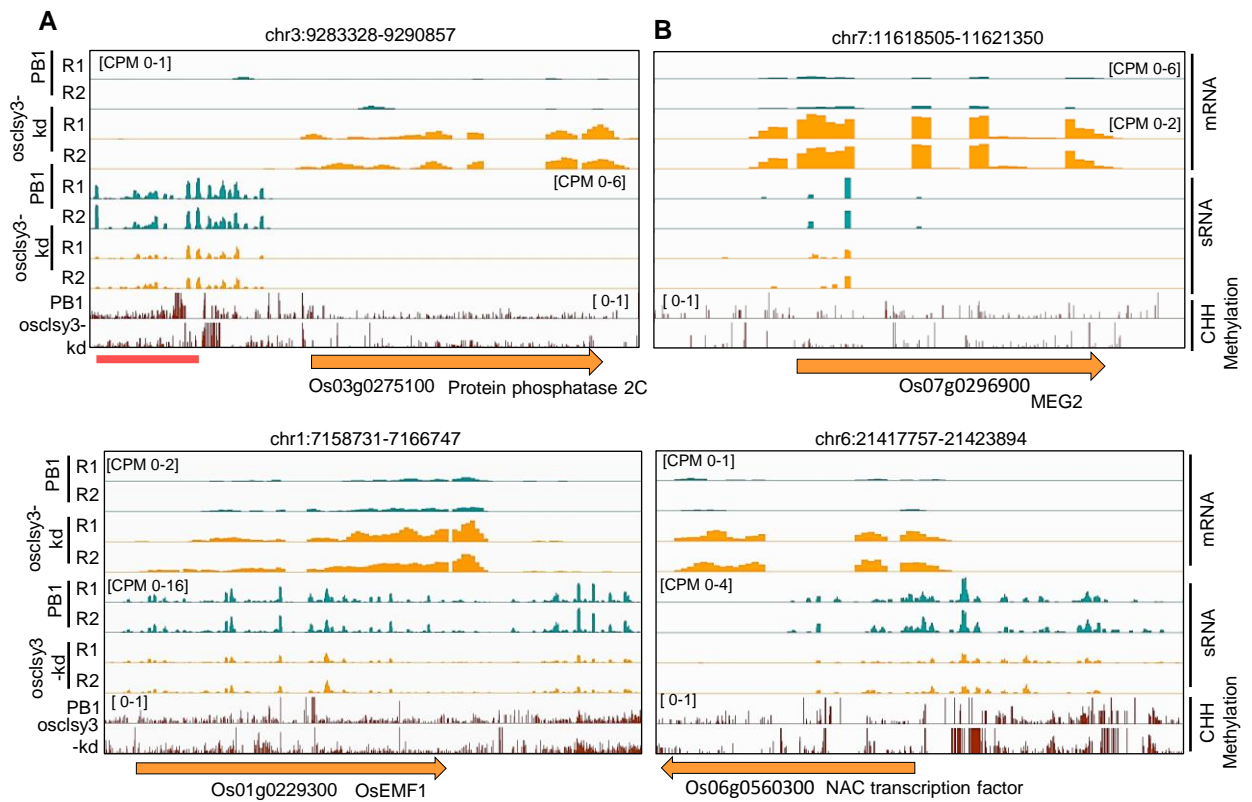 A
chr3:9283328-9290857
PB1
R1
[CPM 0-1]
R2
osclsy3-
kd
R1
R2
PB1
R1
[CPM 0-6]
R2
osclsy3-
kd
R1
R2
PB1
[ 0-1]
osclsy3-
kd
Os03g0275100 Protein phosphatase 2C
B
chr7:11618505-11621350
[CPM 0-6]
[CPM 0-2]
mRNA
sRNA
[ 0-1]
CHH
Methylation
Os07g0296900
MEG2
chr1:7158731-7166747
PB1
R1
[CPM 0-2]
R2
osclsy3-
kd
R1
R2
PB1
R1
[CPM 0-16]
R2
osclsy3
-kd
R1
R2
PB1
[ 0-1]
osclsy3
-kd
Os01g0229300 OsEMF1
chr6:21417757-21423894
[CPM 0-1]
mRNA
[CPM 0-4]
sRNA
[ 0-1]
CHH
Methylation
Os06g0560300 NAC transcription factor